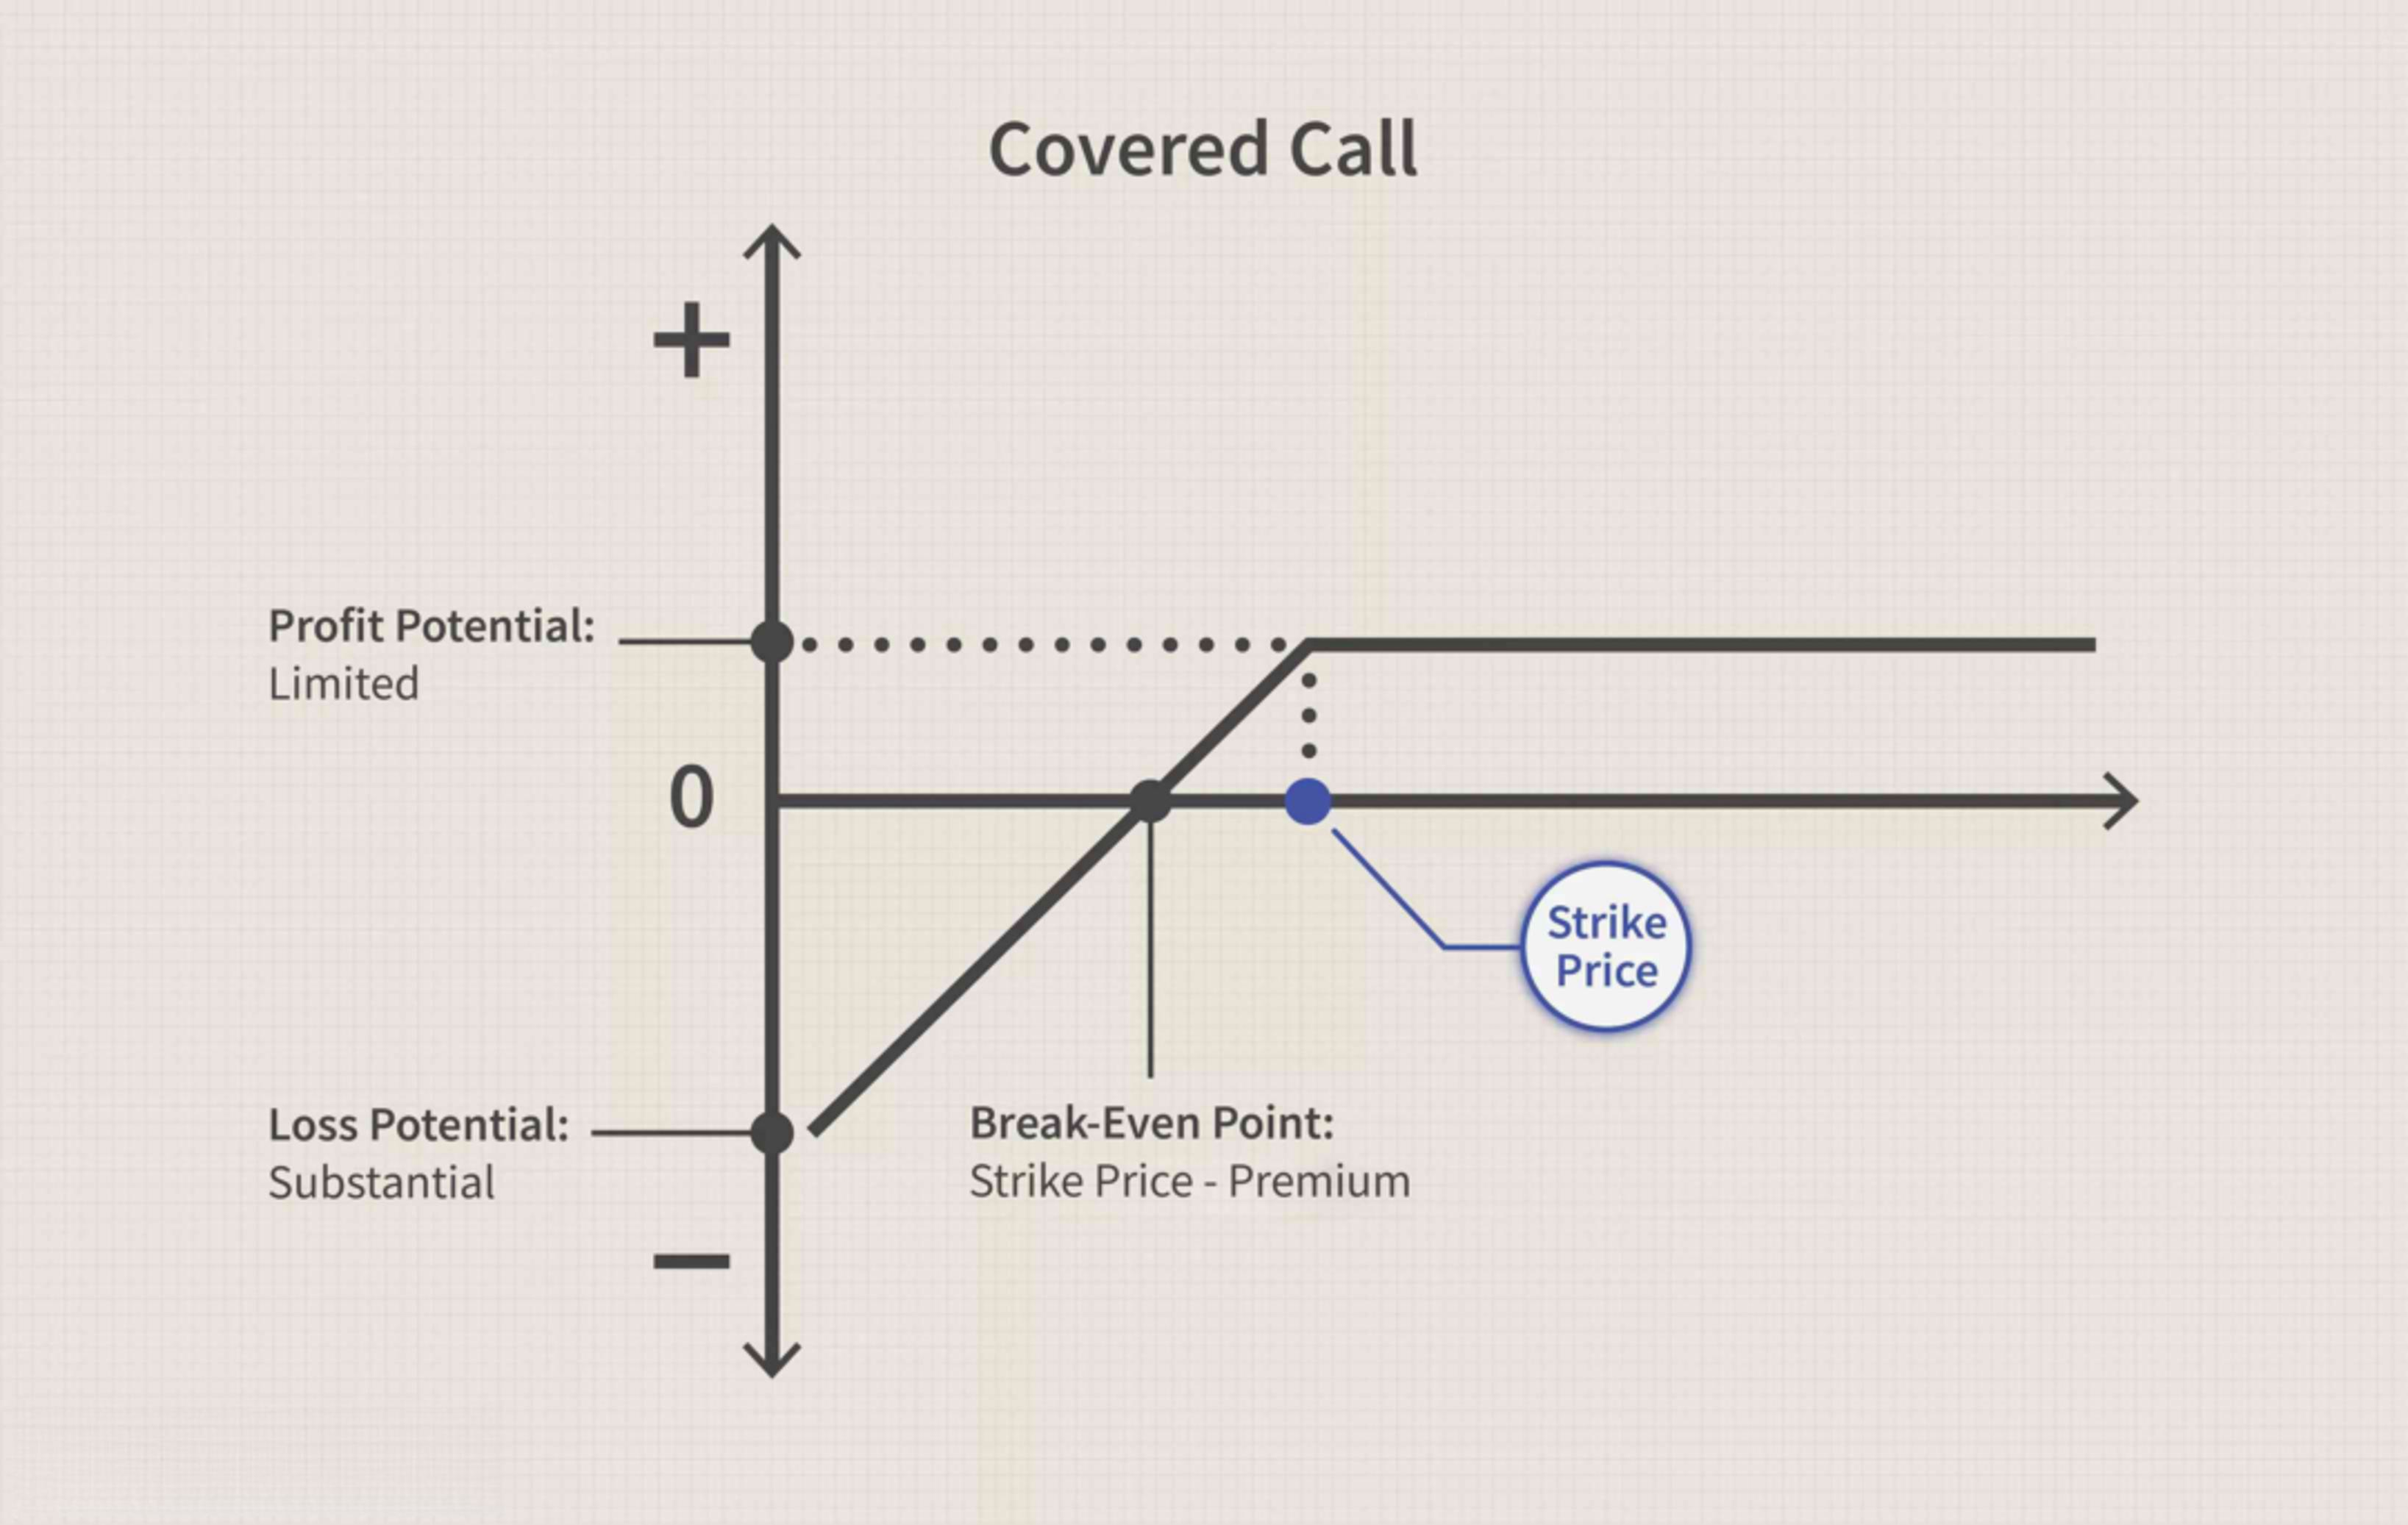 Covered Call
+
Profit Potential:
Limited
0
Strike
Price
Loss Potential:
Substantial
Break-Even Point:
Strike Price - Premium
−